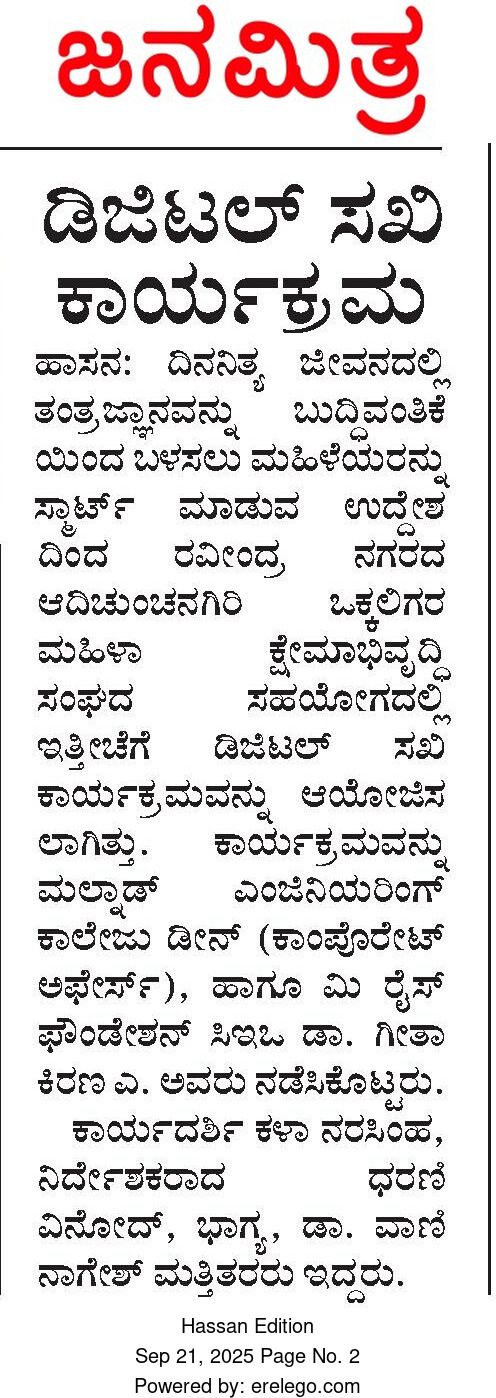 ಜನಮಿತ್ರ
ಡಿಜಿಟಲ್ ಸಖಿ
ಕಾರ್ಯಕ್ರಮ
ಹಾಸನ: ದಿನನಿತ್ಯ ಜೀವನದಲ್ಲಿ
ತಂತ್ರಜ್ಞಾನವನ್ನು ಬುದ್ಧಿವಂತಿಕೆ
ಯಿಂದ ಬಳಸಲು ಮಹಿಳೆಯರನ್ನು
ಸ್ಮಾರ್ಟ್ ಮಾಡುವ ಉದ್ದೇಶ
ದಿಂದ ರವೀಂದ್ರ ನಗರದ
ಆದಿಚುಂಚನಗಿರಿ ಒಕ್ಕಲಿಗರ
ಮಹಿಳಾ ಕ್ಷೇಮಾಭಿವೃದ್ಧಿ
ಸಂಘದ ಸಹಯೋಗದಲ್ಲಿ
ಇತ್ತೀಚೆಗೆ ಡಿಜಿಟಲ್ ಸಖಿ
ಕಾರ್ಯಕ್ರಮವನ್ನು ಆಯೋಜಿಸ
ಲಾಗಿತ್ತು. ಕಾರ್ಯಕ್ರಮವನ್ನು
ಮಲ್ನಾಡ್ ಎಂಜಿನಿಯರಿಂಗ್
ಕಾಲೇಜು ಡೀನ್ (ಕಾಂಪೊರೇಟ್
ಅಫೇರ್ಸ್), ಹಾಗೂ ಮಿ ರೈಸ್
ಫೌಂಡೇಶನ್ ಸಿಇಒ ಡಾ. ಗೀತಾ
ಕಿರಣ ಎ. ಅವರು ನಡೆಸಿಕೊಟ್ಟರು.
ಕಾರ್ಯದರ್ಶಿ ಕಳಾ ನರಸಿಂಹ,
ನಿರ್ದೇಶಕರಾದ ಧರಣಿ
ವಿನೋದ್, ಭಾಗ್ಯ, ಡಾ. ವಾಣಿ
ನಾಗೇಶ್ ಮತ್ತಿತರರು ಇದ್ದರು.
Hassan Edition
Sep 21, 2025 Page No. 2
Powered by: erelego.com